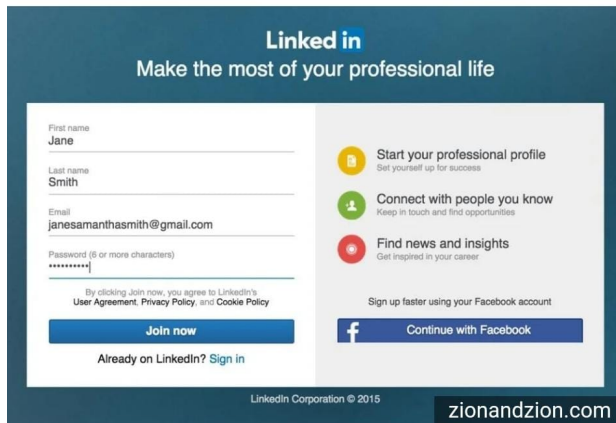 Linked in
Make the most of your professional life
First name
Jane
Last name
Smith
Email
janesamanthasmith@gmail.com
Password (6 or more characters)
••••••••••
By clicking Join now, you agree to LinkedIn's
User Agreement, Privacy Policy, and Cookie Policy
Join now
Already on LinkedIn? Sign in
Start your professional profile
Set yourself up for success
Connect with people you know
Keep in touch and find opportunities
Find news and insights
Get inspired in your career
Sign up faster using your Facebook account
f Continue with Facebook
LinkedIn Corporation © 2015
zionandzion.com